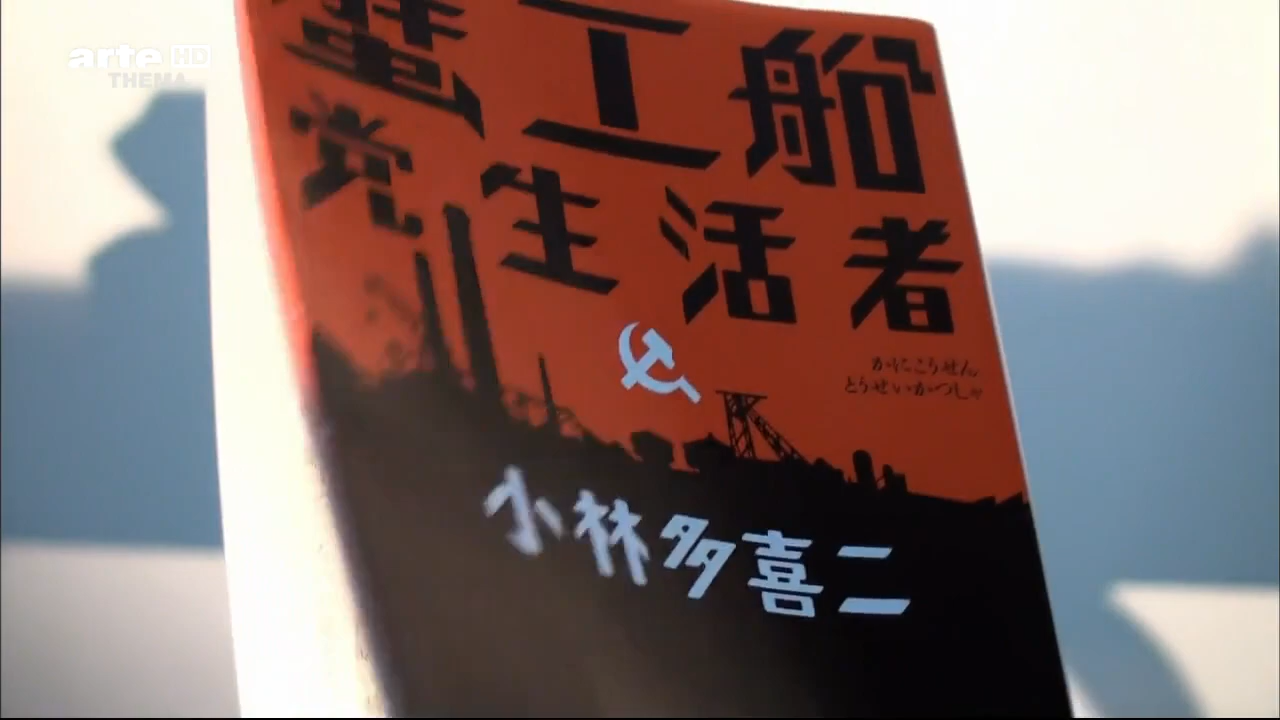 arte HD
THEMA
蟹工船
党生活者
かにこうせん
とうせいかつしゃ
小林多喜二